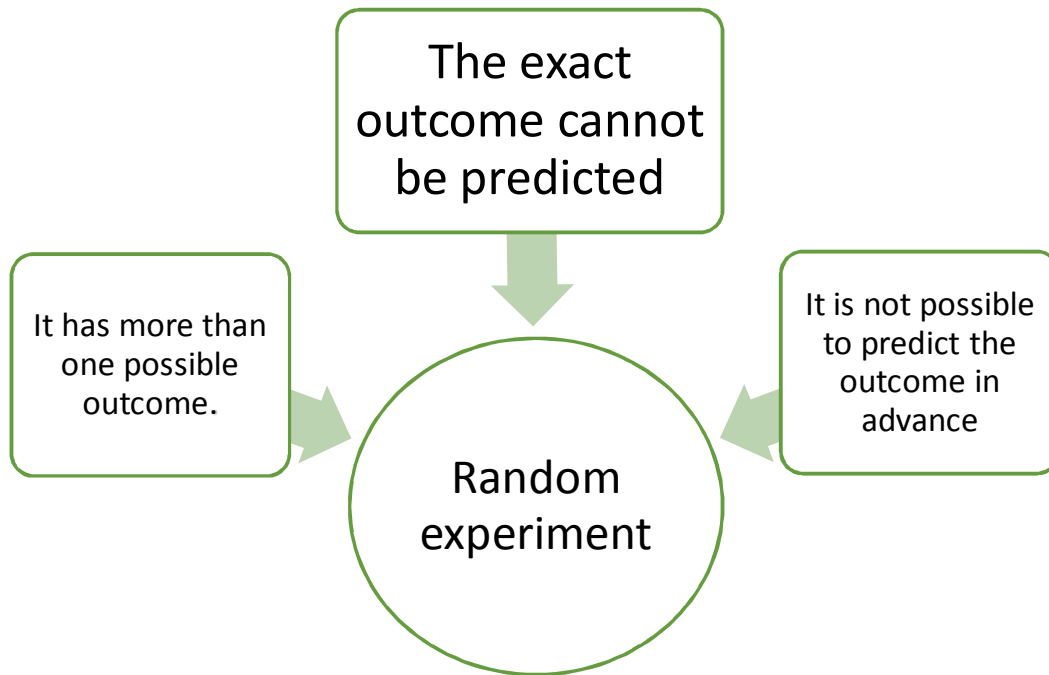 The exact
outcome cannot
be predicted
It has more than
one possible
outcome.
It is not possible
to predict the
outcome in
advance
Random
experiment